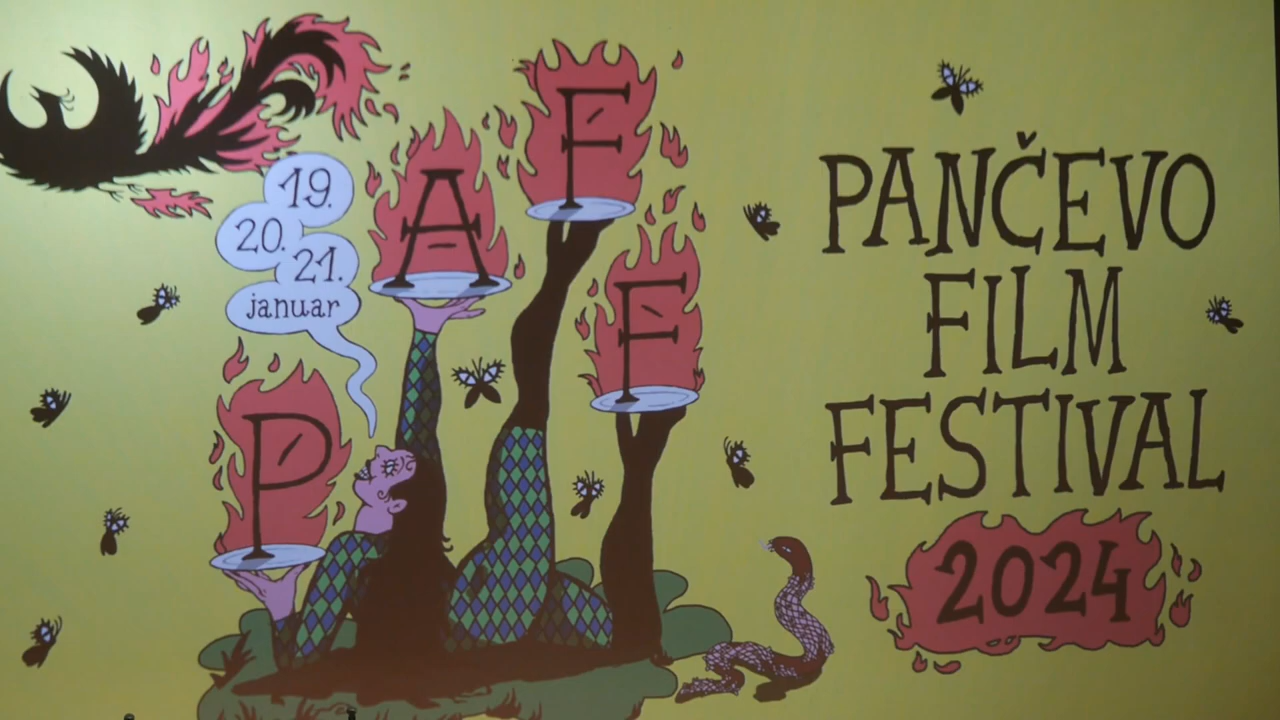 19.
20.
21.
januar
P A F F
PANČEVO
FILM
FESTIVAL
2024